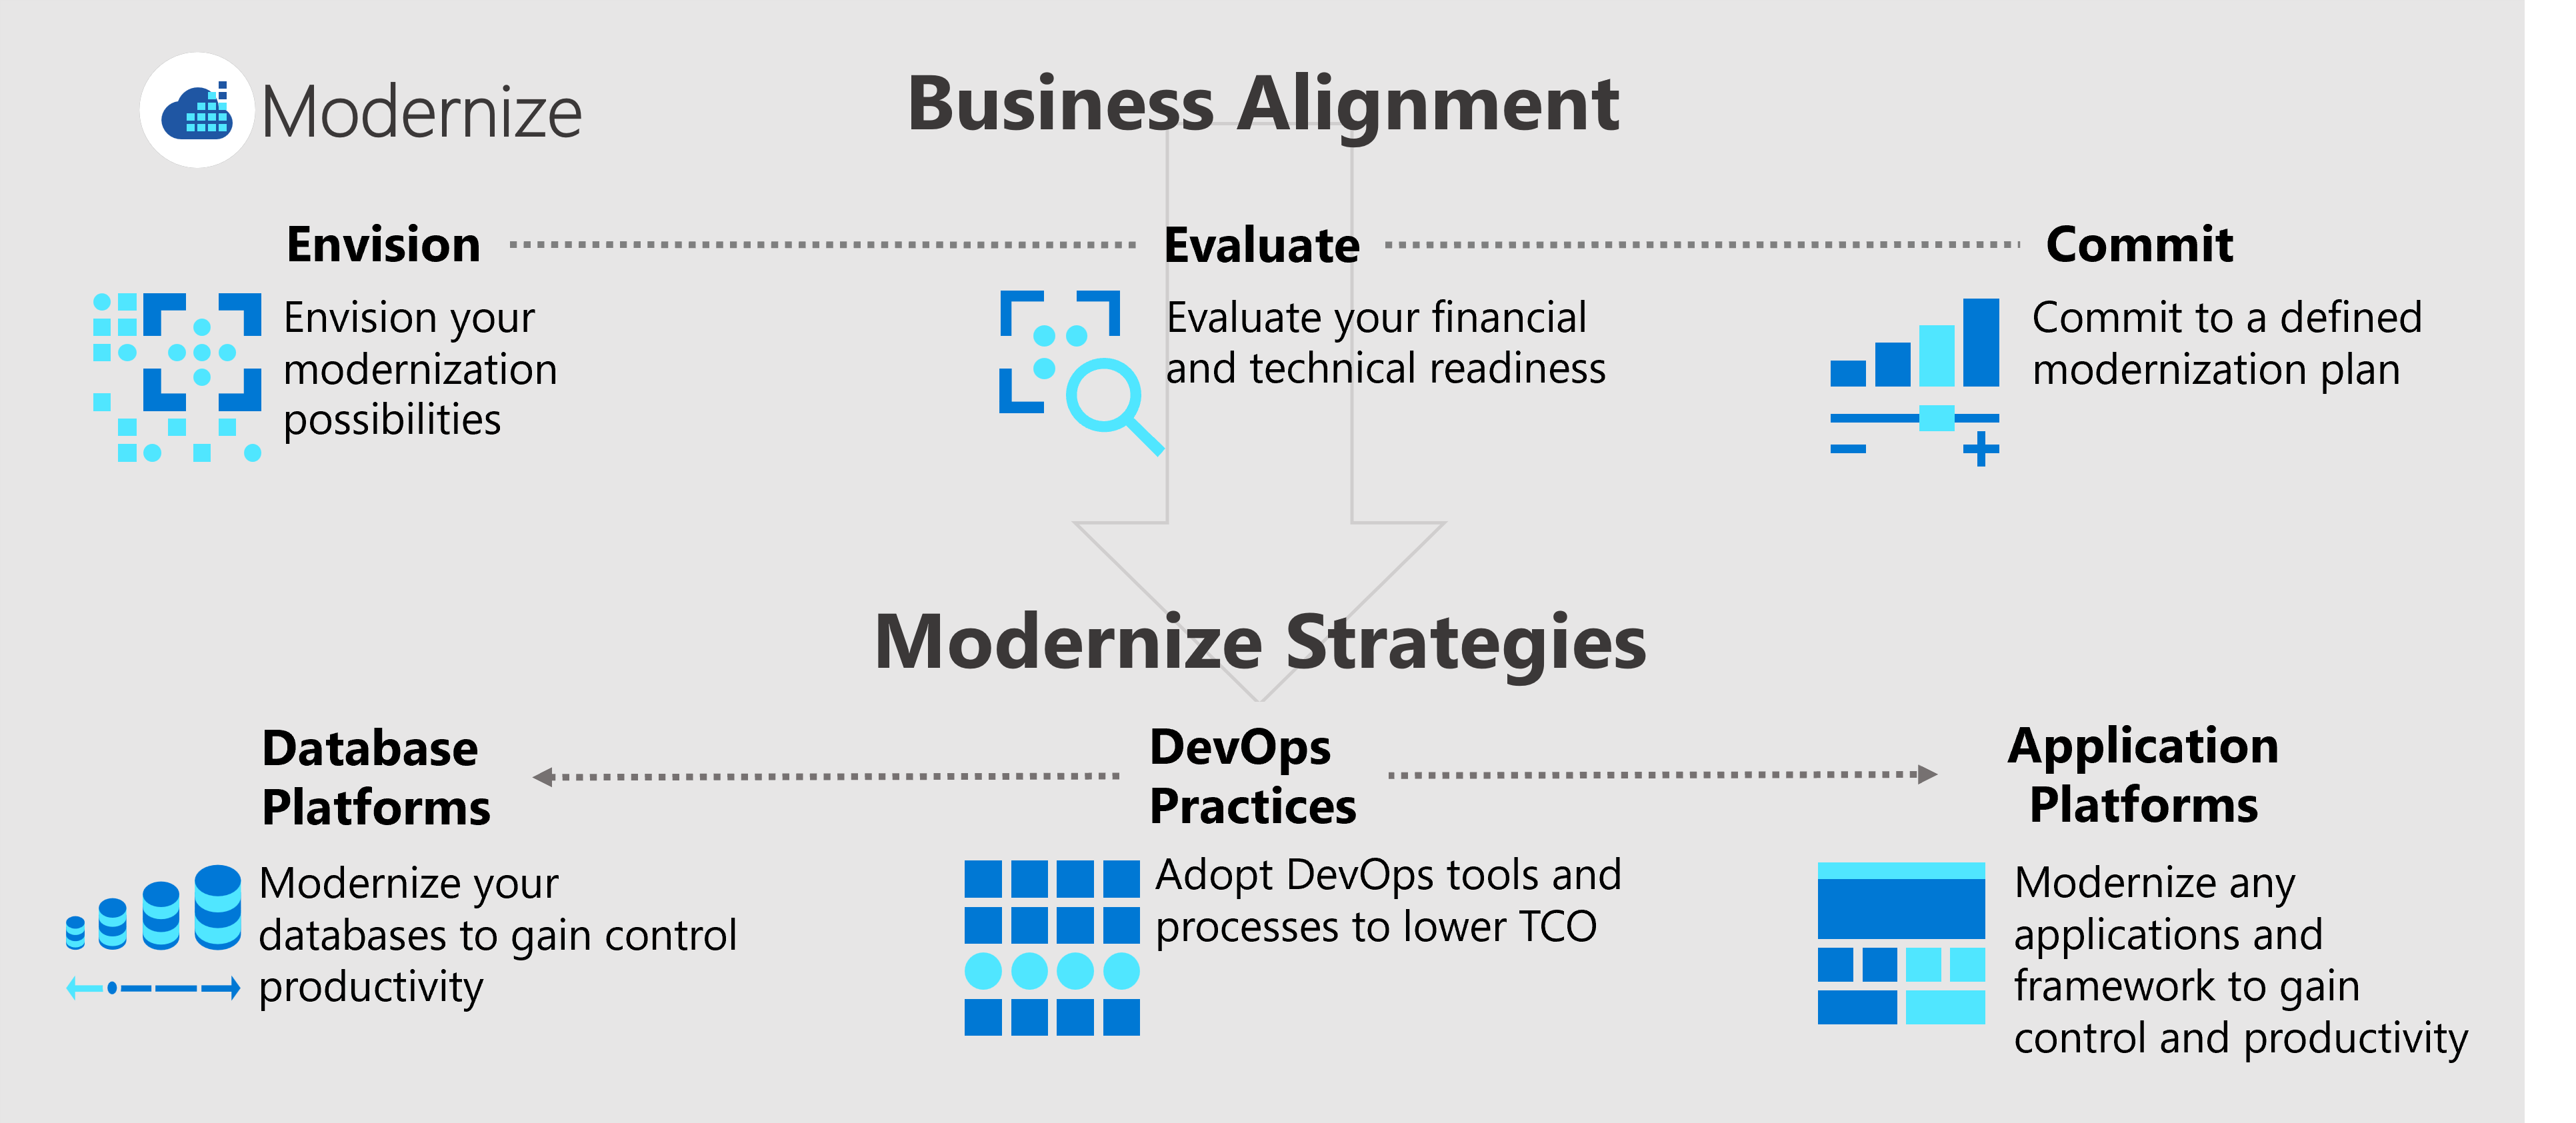 Modernize
Business Alignment
Envision
Envision your
modernization
possibilities
Evaluate
Evaluate your financial
and technical readiness
Commit
Commit to a defined
modernization plan
Modernize Strategies
Database
Platforms
Modernize your
databases to gain control
productivity
DevOps
Practices
Adopt DevOps tools and
processes to lower TCO
Application
Platforms
Modernize any
applications and
framework to gain
control and productivity